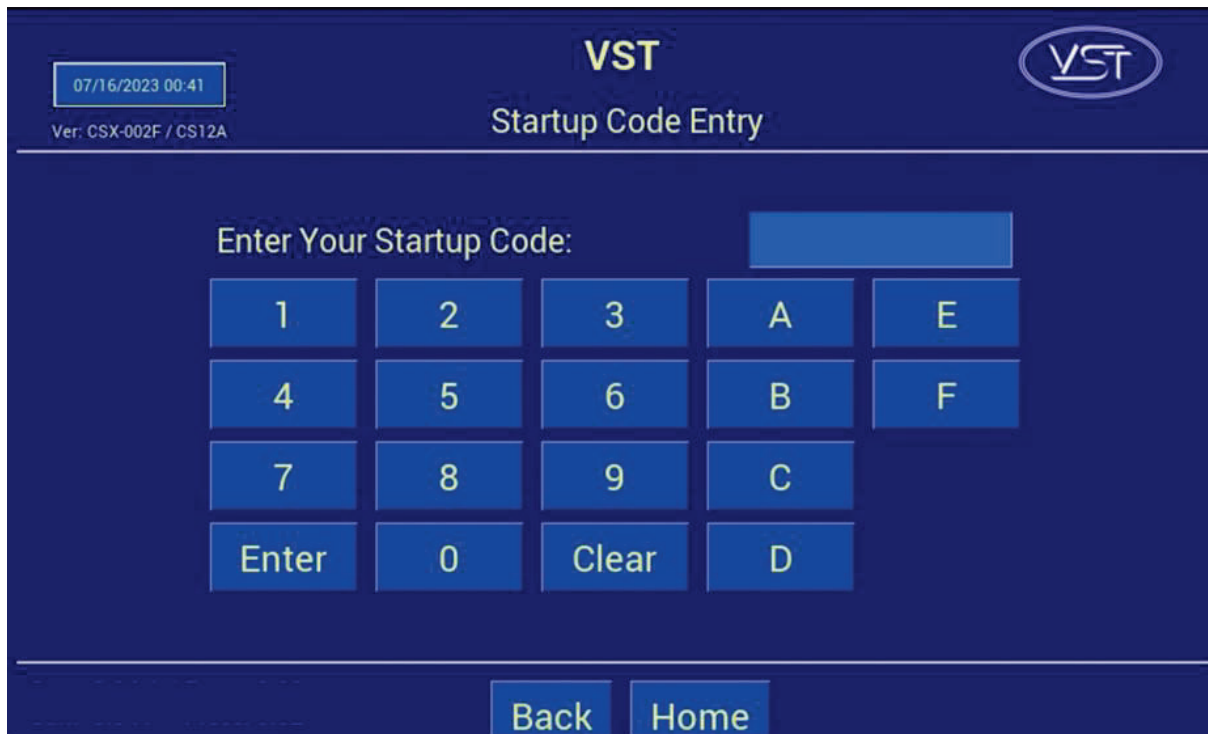 VST
VST
07/16/2023 00:41
Startup Code Entry
Ver: CSX-002F / CS12A
Enter Your Startup Code:
1 2 3 A E
4 5 6 B F
7 8 9 C
Enter 0 Clear D
Back Home